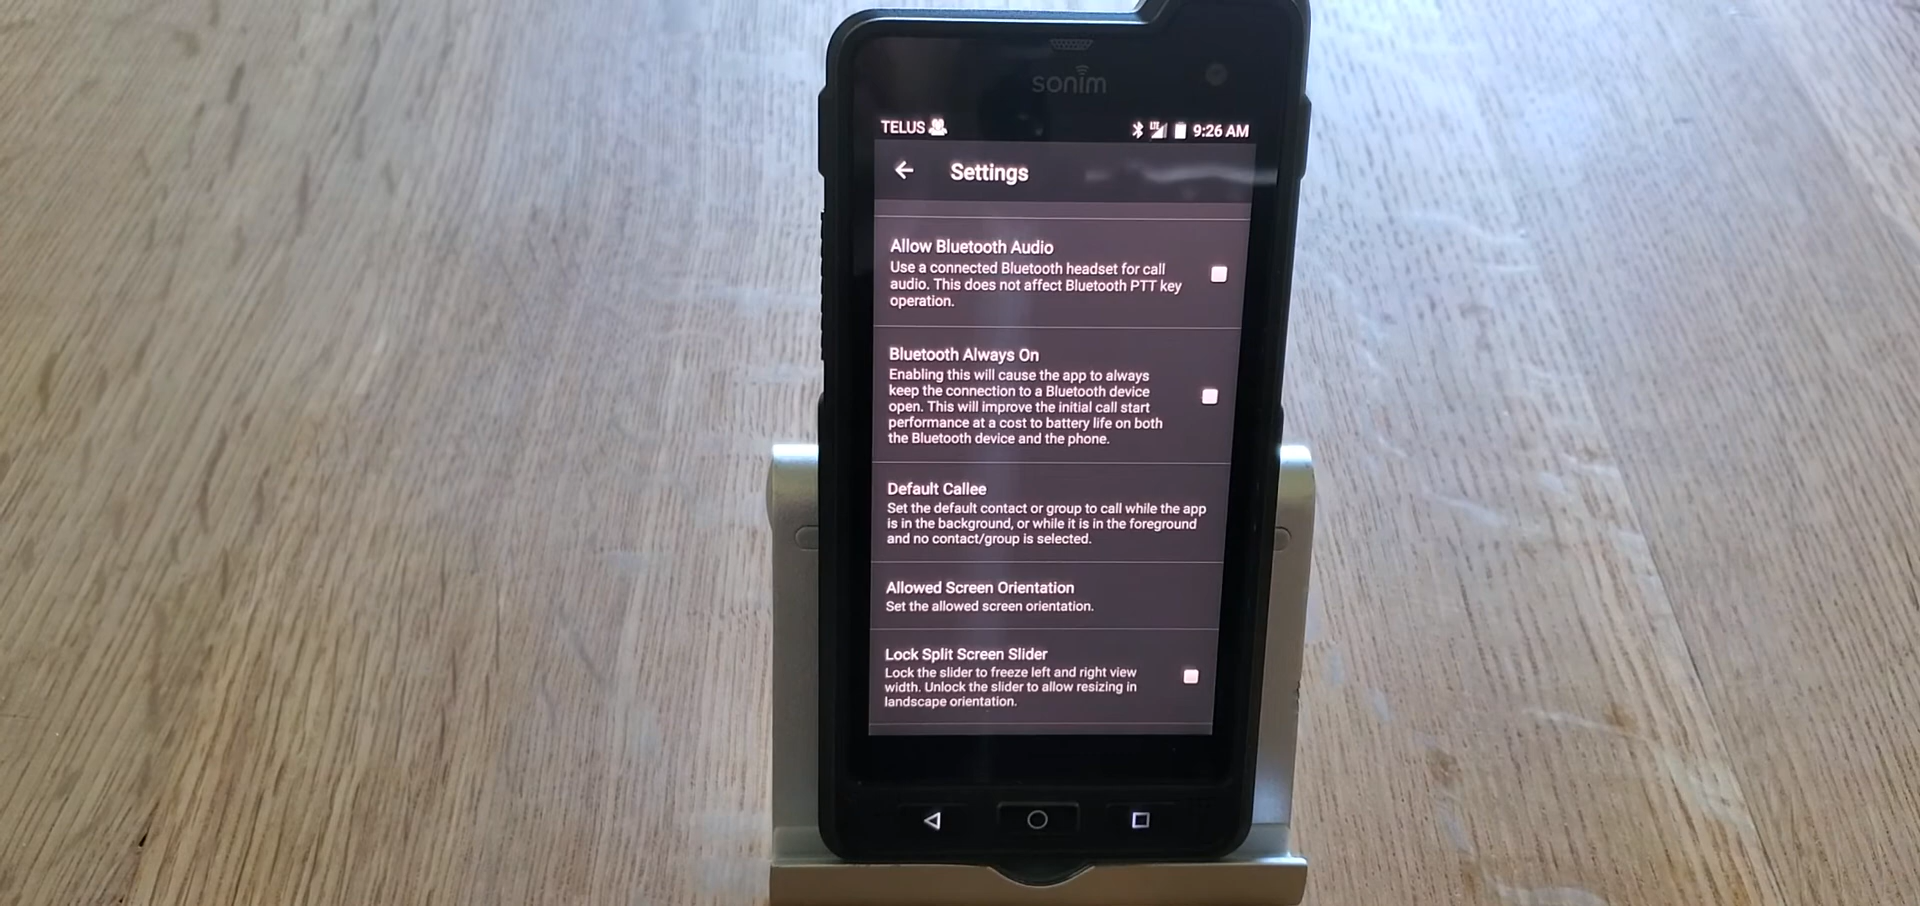 sonim
TELUS
LTE
9:26 AM
Settings
Allow Bluetooth Audio
Use a connected Bluetooth headset for call
audio. This does not affect Bluetooth PTT key
operation.
Bluetooth Always On
Enabling this will cause the app to always
keep the connection to a Bluetooth device
open. This will improve the initial call start
performance at a cost to battery life on both
the Bluetooth device and the phone.
Default Callee
Set the default contact or group to call while the app
is in the background, or while it is in the foreground
and no contact/group is selected.
Allowed Screen Orientation
Set the allowed screen orientation.
Lock Split Screen Slider
Lock the slider to freeze left and right view
width. Unlock the slider to allow resizing in
landscape orientation.